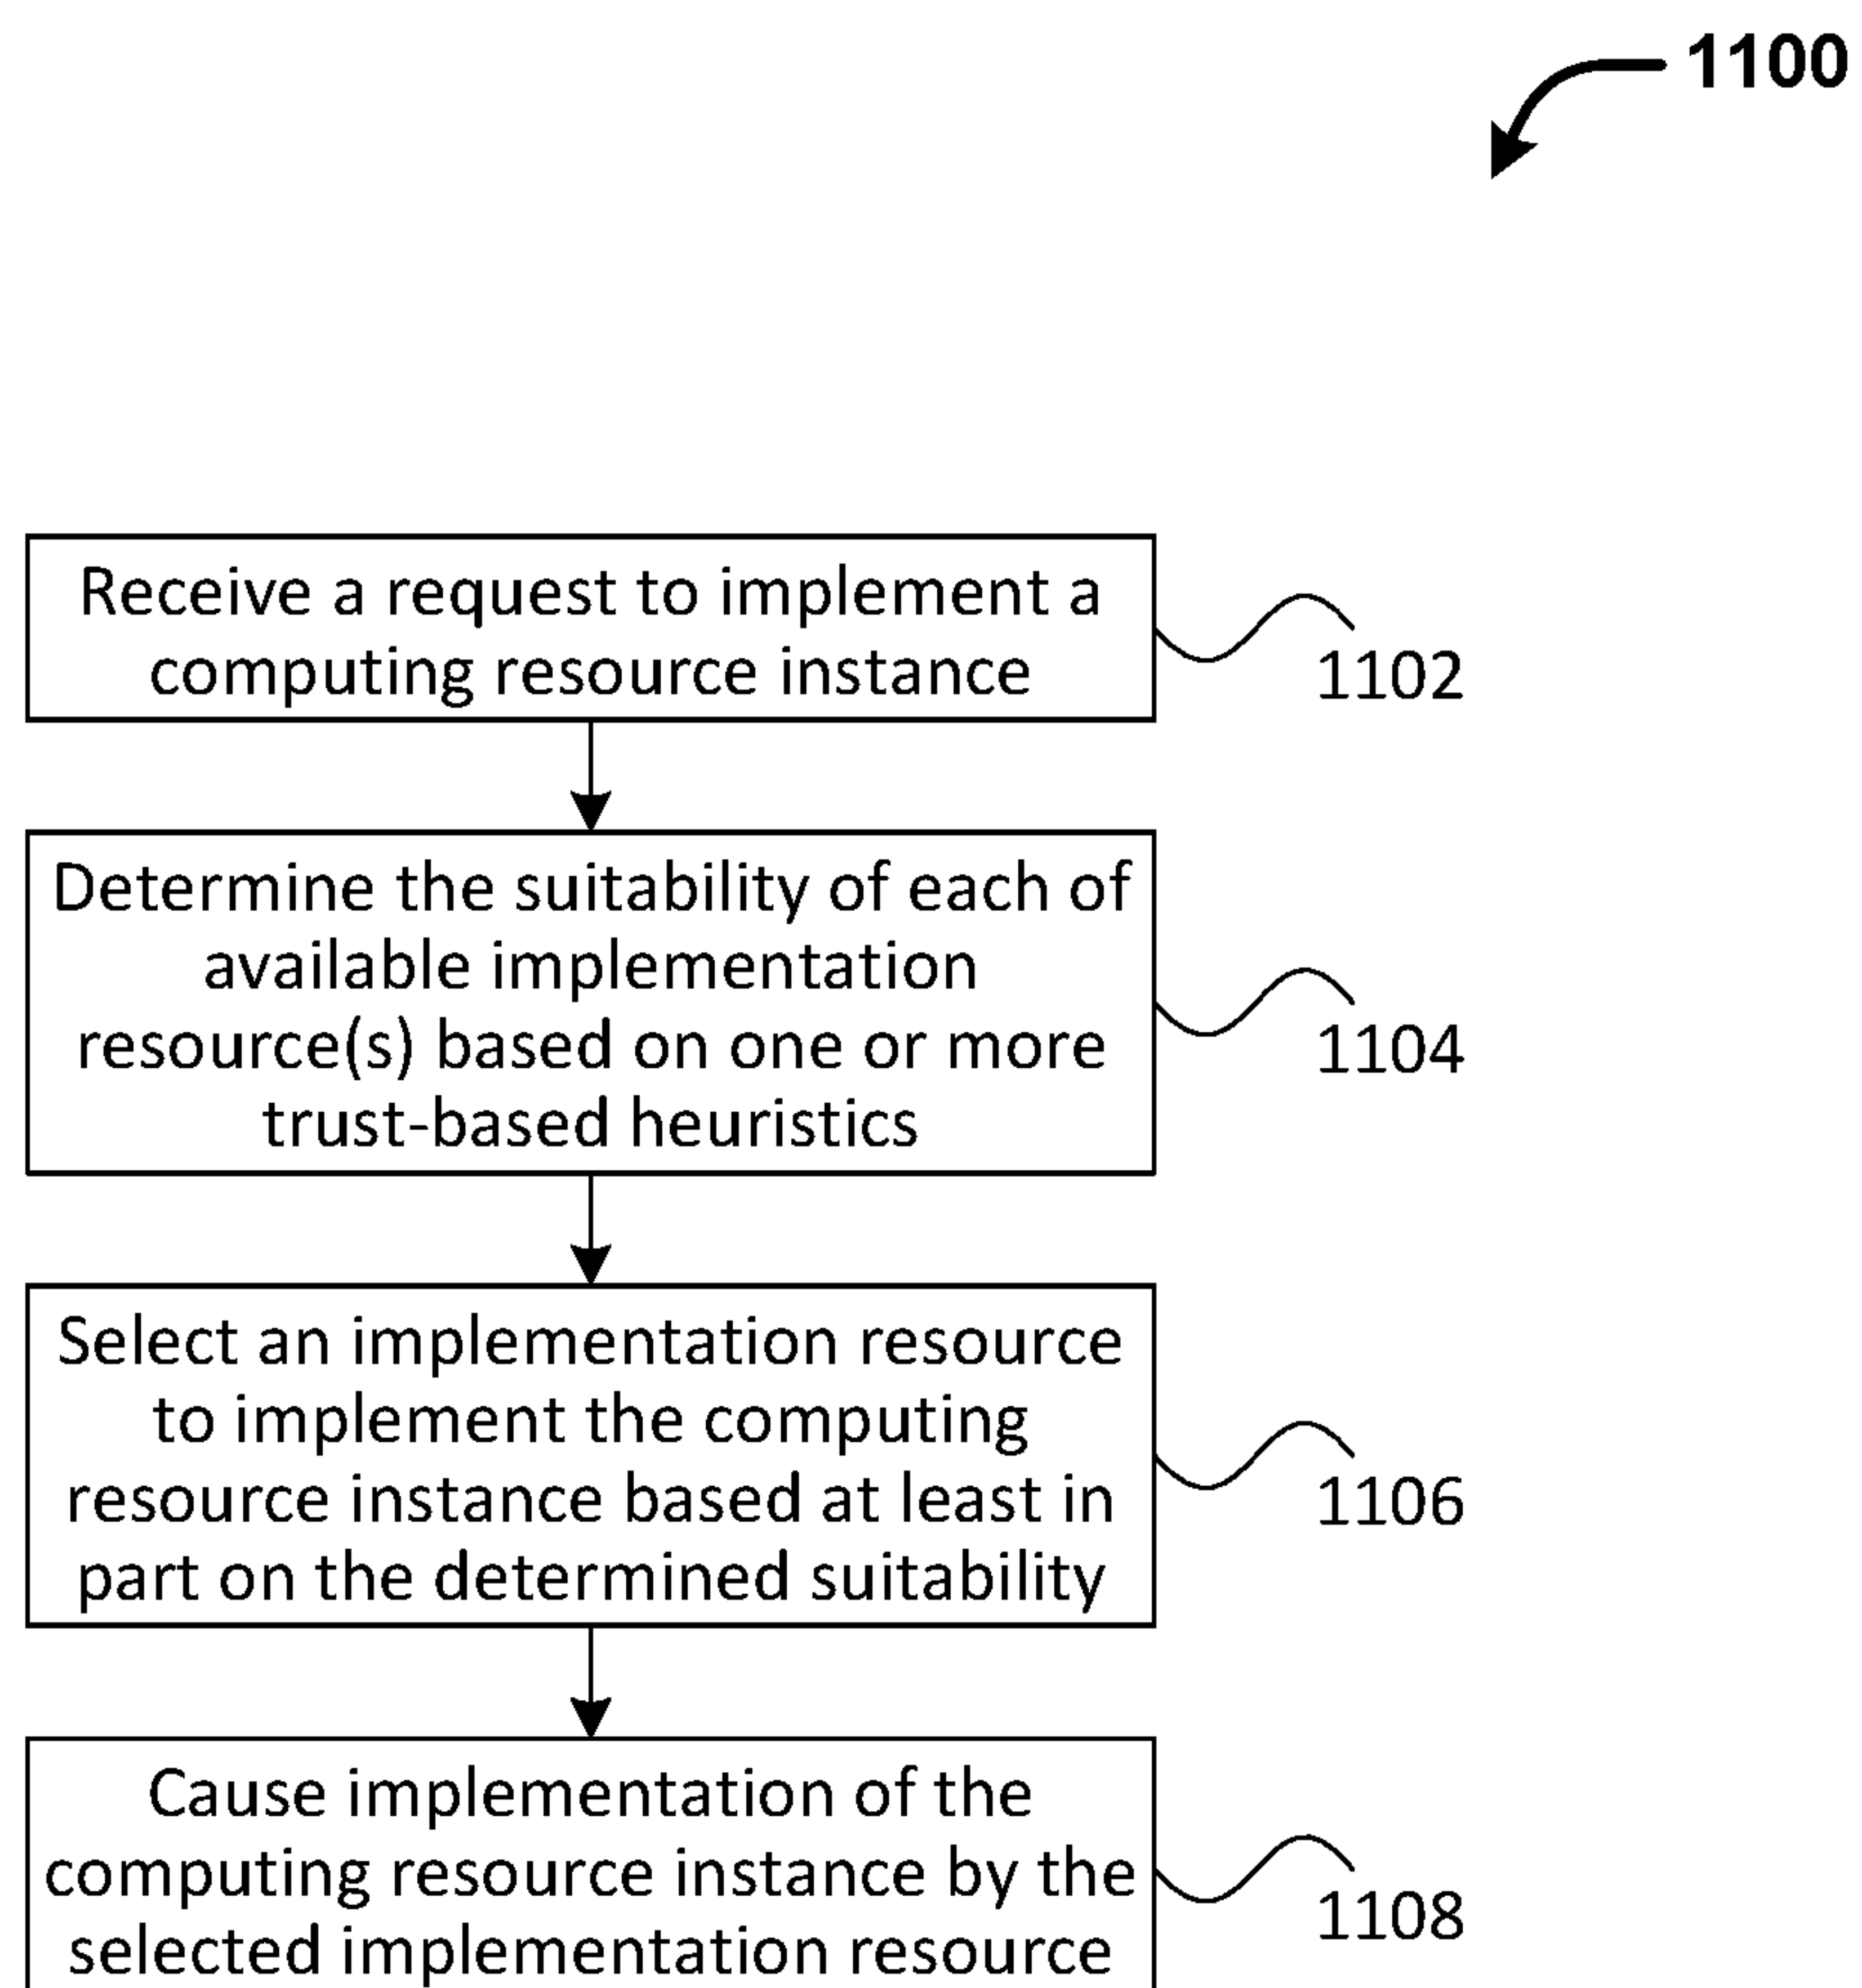 1100
Receive a request to implement a
computing resource instance
1102
Determine the suitability of each of
available implementation
resource(s) based on one or more
trust-based heuristics
1104
Select an implementation resource
to implement the computing
resource instance based at least in
part on the determined suitability
1106
Cause implementation of the
computing resource instance by the
selected implementation resource
1108